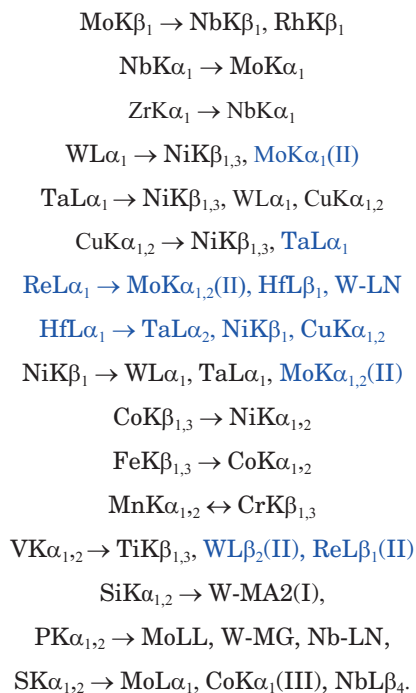 MoKβ₁ → NbKβ₁, RhKβ₁
NbKα₁ → MoKα₁
ZrKα₁ → NbKα₁
WLα₁ → NiKβ₁,₃, MoKα₁(II)
TaLα₁ → NiKβ₁,₃, WLα₁, CuKα₁,₂
CuKα₁,₂ → NiKβ₁,₃, TaLα₁
ReLα₁ → MoKα₁,₂(II), HfLβ₁, W-LN
HfLα₁ → TaLα₂, NiKβ₁, CuKα₁,₂
NiKβ₁ → WLα₁, TaLα₁, MoKα₁,₂(II)
CoKβ₁,₃ → NiKα₁,₂
FeKβ₁,₃ → CoKα₁,₂
MnKα₁,₂ ↔ CrKβ₁,₃
VKα₁,₂ → TiKβ₁,₃, WLβ₂(II), ReLβ₁(II)
SiKα₁,₂ → W-MA2(I),
PKα₁,₂ → MoLL, W-MG, Nb-LN,
SKα₁,₂ → MoLα₁, CoKα₁(III), NbLβ₄.